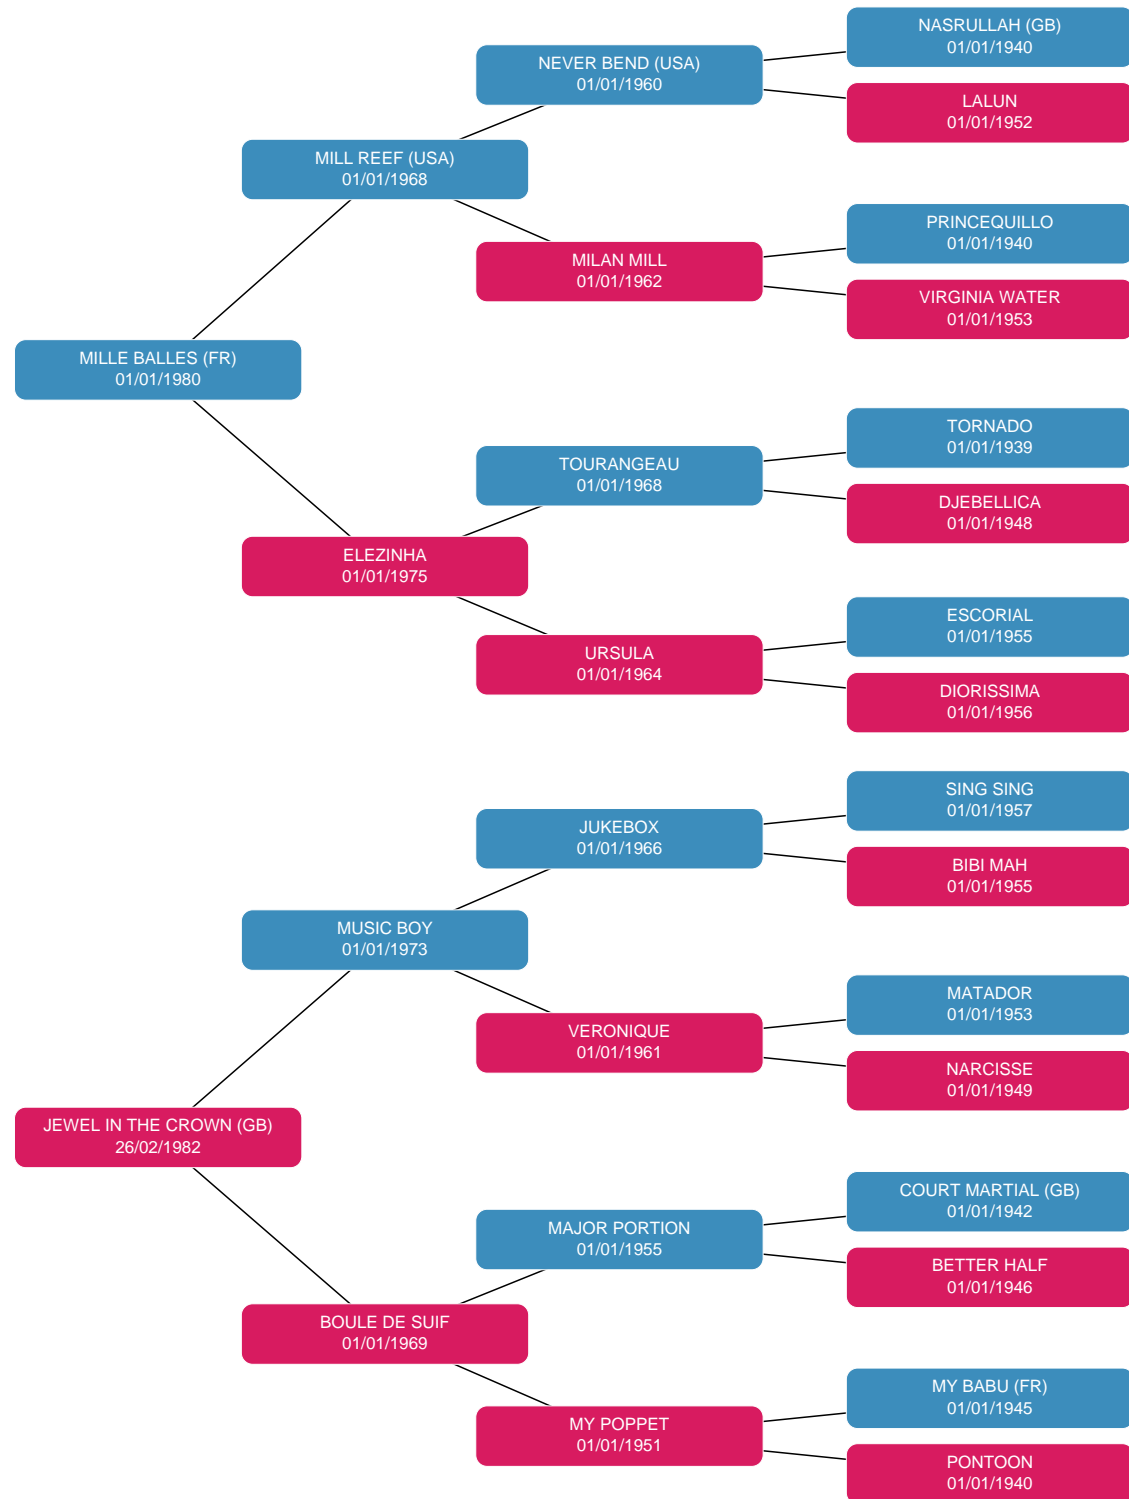 NASRULLAH (GB)
01/01/1940
NEVER BEND (USA)
01/01/1960
LALUN
01/01/1952
MILL REEF (USA)
01/01/1968
PRINCEQUILLO
01/01/1940
MILAN MILL
01/01/1962
VIRGINIA WATER
01/01/1953
MILLE BALLES (FR)
01/01/1980
TORNADO
01/01/1939
TOURANGEAU
01/01/1968
DJEBELLICA
01/01/1948
ELEZINHA
01/01/1975
ESCORIAL
01/01/1955
URSULA
01/01/1964
DIORISSIMA
01/01/1956
SING SING
01/01/1957
JUKEBOX
01/01/1966
BIBI MAH
01/01/1955
MUSIC BOY
01/01/1973
MATADOR
01/01/1953
VERONIQUE
01/01/1961
NARCISSE
01/01/1949
JEWEL IN THE CROWN (GB)
26/02/1982
COURT MARTIAL (GB)
01/01/1942
MAJOR PORTION
01/01/1955
BETTER HALF
01/01/1946
BOULE DE SUIF
01/01/1969
MY BABU (FR)
01/01/1945
MY POPPET
01/01/1951
PONTOON
01/01/1940